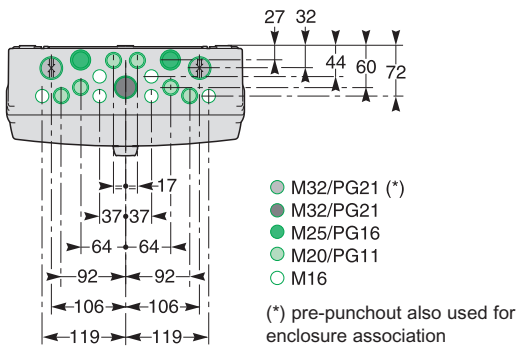 27 32
44 60 72
17
37 37
64 64
92 92
106 106
119 119
M32/PG21 (*)
M32/PG21
M25/PG16
M20/PG11
M16
(*) pre-punchout also used for
enclosure association